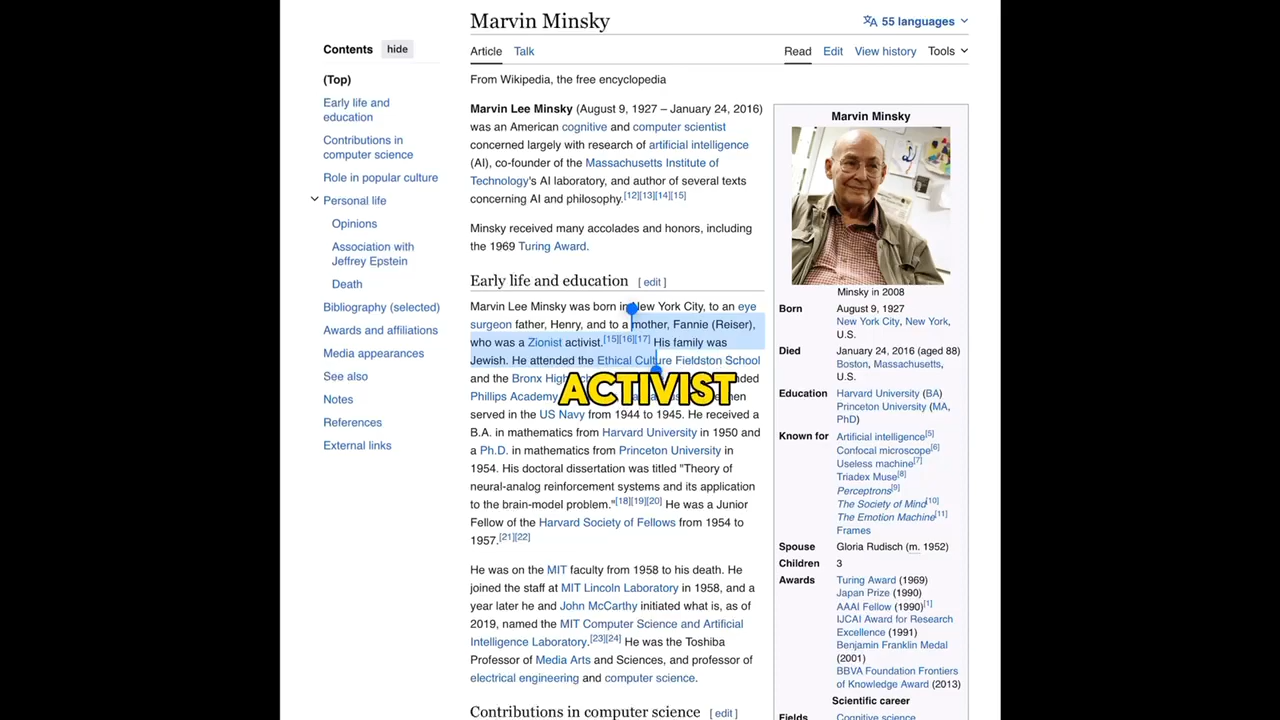 Marvin Minsky
55 languages
Contents hide
Article Talk
Read Edit View history Tools
(Top)
From Wikipedia, the free encyclopedia
Early life and
education
Contributions in
computer science
Role in popular culture
Personal life
Opinions
Association with
Jeffrey Epstein
Death
Bibliography (selected)
Awards and affiliations
Media appearances
See also
Notes
References
External links
Marvin Lee Minsky (August 9, 1927 – January 24, 2016)
was an American cognitive and computer scientist
concerned largely with research of artificial intelligence
(AI), co-founder of the Massachusetts Institute of
Technology's AI laboratory, and author of several texts
concerning AI and philosophy.[12][13][14][15]
Minsky received many accolades and honors, including
the 1969 Turing Award.
Early life and education [ edit ]
Marvin Lee Minsky was born in New York City, to an eye
surgeon father, Henry, and to a mother, Fannie (Reiser),
who was a Zionist activist.[15][16][17] His family was
Jewish. He attended the Ethical Culture Fieldston School
and the Bronx High
ACTIVIST
Phillips Academy
served in the US Navy from 1944 to 1945. He received a
B.A. in mathematics from Harvard University in 1950 and
a Ph.D. in mathematics from Princeton University in
1954. His doctoral dissertation was titled "Theory of
neural-analog reinforcement systems and its application
to the brain-model problem."[18][19][20] He was a Junior
Fellow of the Harvard Society of Fellows from 1954 to
1957.[21][22]
He was on the MIT faculty from 1958 to his death. He
joined the staff at MIT Lincoln Laboratory in 1958, and a
year later he and John McCarthy initiated what is, as of
2019, named the MIT Computer Science and Artificial
Intelligence Laboratory.[23][24] He was the Toshiba
Professor of Media Arts and Sciences, and professor of
electrical engineering and computer science.
Contributions in computer science [ edit ]
Marvin Minsky
Minsky in 2008
Born August 9, 1927
New York City, New York,
U.S.
Died January 24, 2016 (aged 88)
Boston, Massachusetts,
U.S.
Education Harvard University (BA)
Princeton University (MA,
PhD)
Known for Artificial intelligence[5]
Confocal microscope[6]
Useless machine[7]
Triadex Muse[8]
Perceptrons[9]
The Society of Mind[10]
The Emotion Machine[11]
Frames
Spouse Gloria Rudisch (m. 1952)
Children 3
Awards Turing Award (1969)
Japan Prize (1990)
AAAI Fellow (1990)[1]
IJCAI Award for Research
Excellence (1991)
Benjamin Franklin Medal
(2001)
BBVA Foundation Frontiers
of Knowledge Award (2013)
Scientific career
Fields Cognitive science